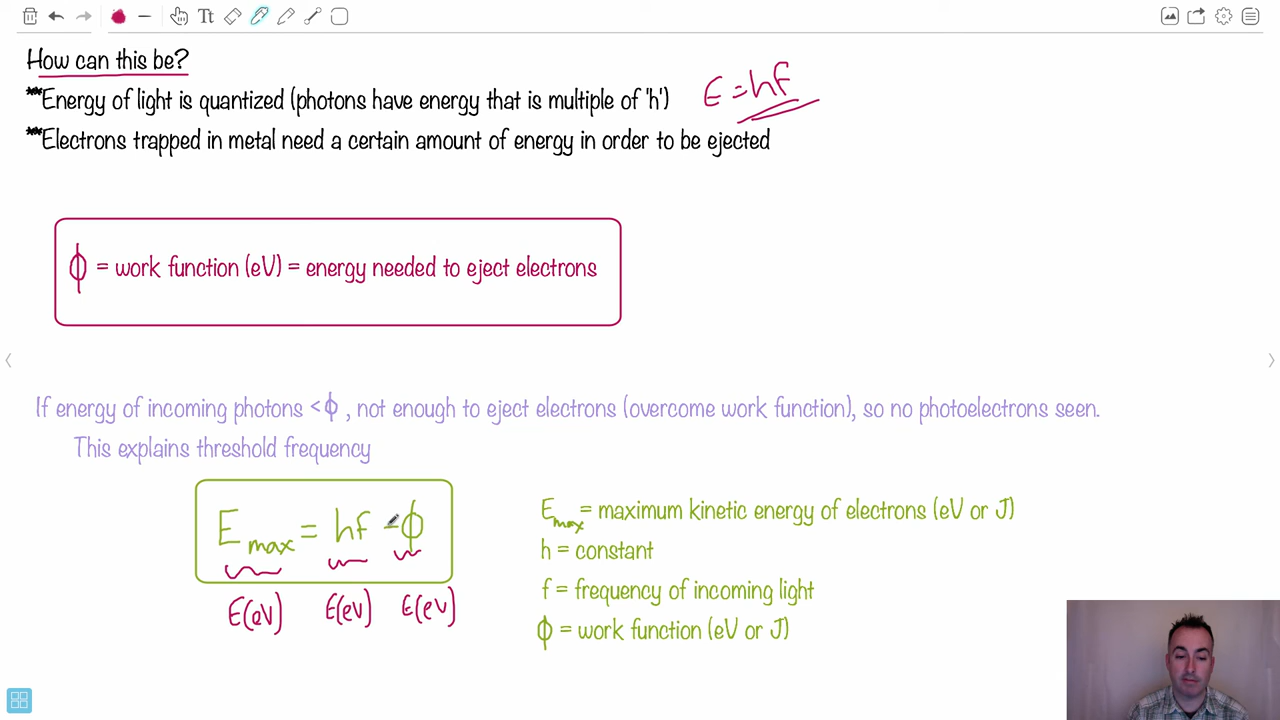 Tt
How can this be?
**Energy of light is quantized (photons have energy that is multiple of 'h') E = hf
**Electrons trapped in metal need a certain amount of energy in order to be ejected
ϕ = work function (eV) = energy needed to eject electrons
If energy of incoming photons < ϕ , not enough to eject electrons (overcome work function), so no photoelectrons seen.
This explains threshold frequency
E max = hf - ϕ
E(eV) E(eV) E(eV)
E max = maximum kinetic energy of electrons (eV or J)
h = constant
f = frequency of incoming light
ϕ = work function (eV or J)